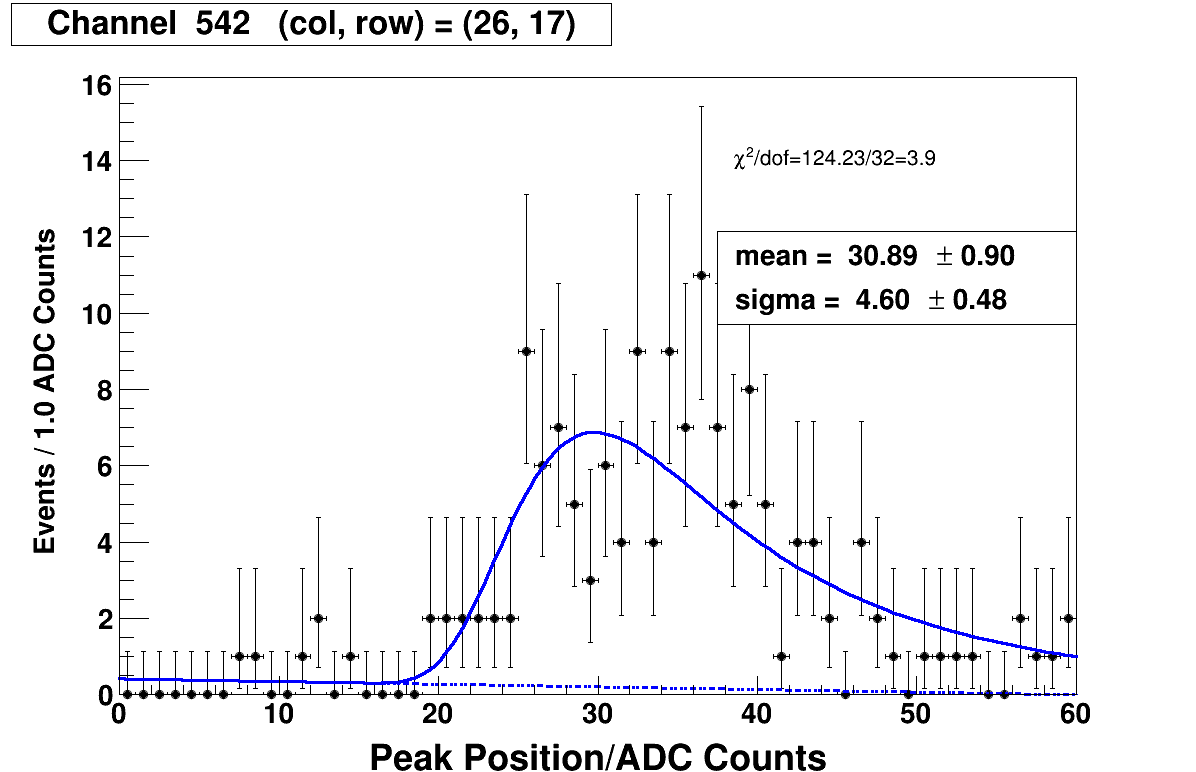 Channel 542 (col, row) = (26, 17)
16
14
12
10
8
6
4
2
0
Events / 1.0 ADC Counts
χ²/dof=124.23/32=3.9
mean = 30.89 ± 0.90
sigma = 4.60 ± 0.48
0 10 20 30 40 50 60
Peak Position/ADC Counts